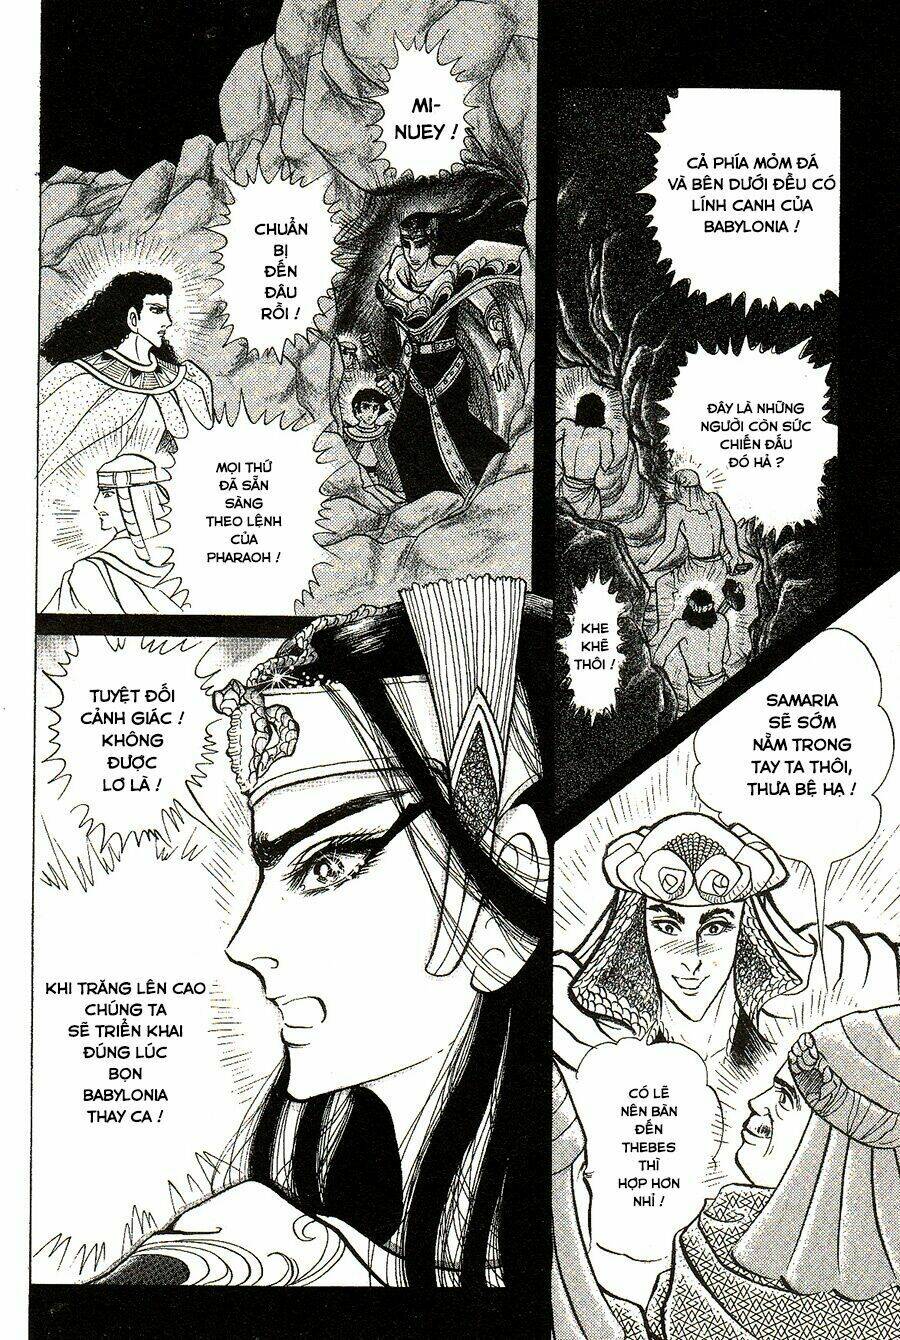 CẢ PHÍA MỎM ĐÁ
VÀ BÊN DƯỚI ĐỀU CÓ
LÍNH CANH CỦA
BABYLONIA !
ĐÂY LÀ NHỮNG
NGƯỜI CÒN SỨC
CHIẾN ĐẤU
ĐÓ HẢ ?
KHE
KHẼ
THÔI !
MI-
NUEY !
CHUẨN
BỊ
ĐẾN
ĐÂU
RỒI !
MỌI THỨ
ĐÃ SẴN
SÀNG
THEO LỆNH
CỦA
PHARAOH !
SAMARIA
SẼ SỚM
NẰM TRONG
TAY TA THÔI,
THƯA BỆ HẠ !
CÓ LẼ
NÊN BÀN
ĐẾN
THEBES
THÌ
HỢP HƠN
NHỈ !
TUYỆT ĐỐI
CẢNH GIÁC !
KHÔNG
ĐƯỢC
LƠ LÀ !
KHI TRĂNG LÊN CAO
CHÚNG TA
SẼ TRIỂN KHAI
ĐÚNG LÚC
BỌN
BABYLONIA
THAY CA !